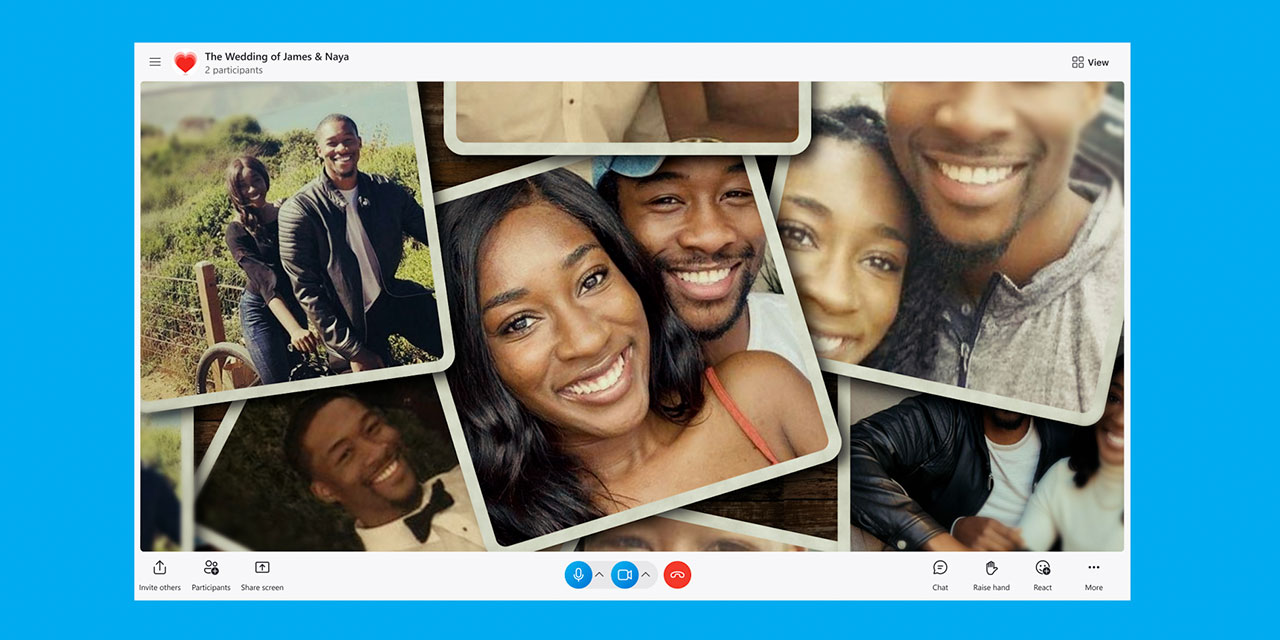 The Wedding of James & Naya
2 participants
View
Invite others
Participants
Share screen
Chat
Raise hand
React
More